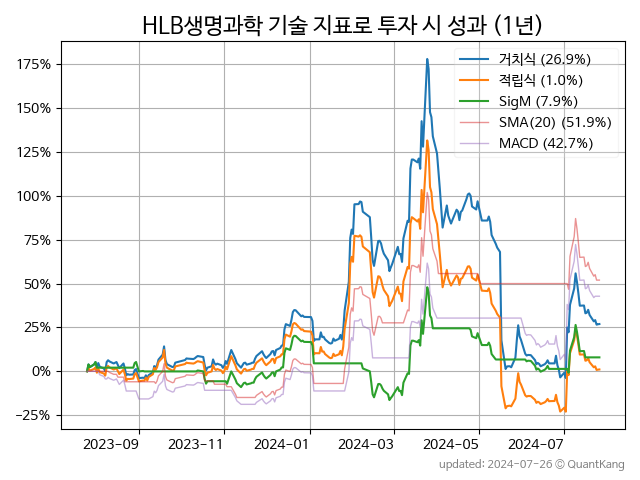 HLB생명과학 기술 지표로 투자 시 성과 (1년)
거치식 (26.9%)
적립식 (1.0%)
SigM (7.9%)
SMA(20) (51.9%)
MACD (42.7%)
175%
150%
125%
100%
75%
50%
25%
0%
−25%
2023-09 2023-11 2024-01 2024-03 2024-05 2024-07
updated: 2024-07-26 © QuantKang